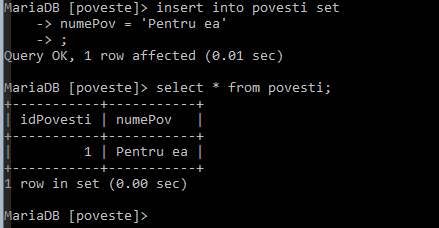 MariaDB [poveste]> insert into povesti set
    -> numePov = 'Pentru ea'
    -> ;
Query OK, 1 row affected (0.01 sec)
MariaDB [poveste]> select * from povesti;
+-----------+-----------+
| idPovesti | numePov   |
+-----------+-----------+
|         1 | Pentru ea |
+-----------+-----------+
1 row in set (0.00 sec)
MariaDB [poveste]>